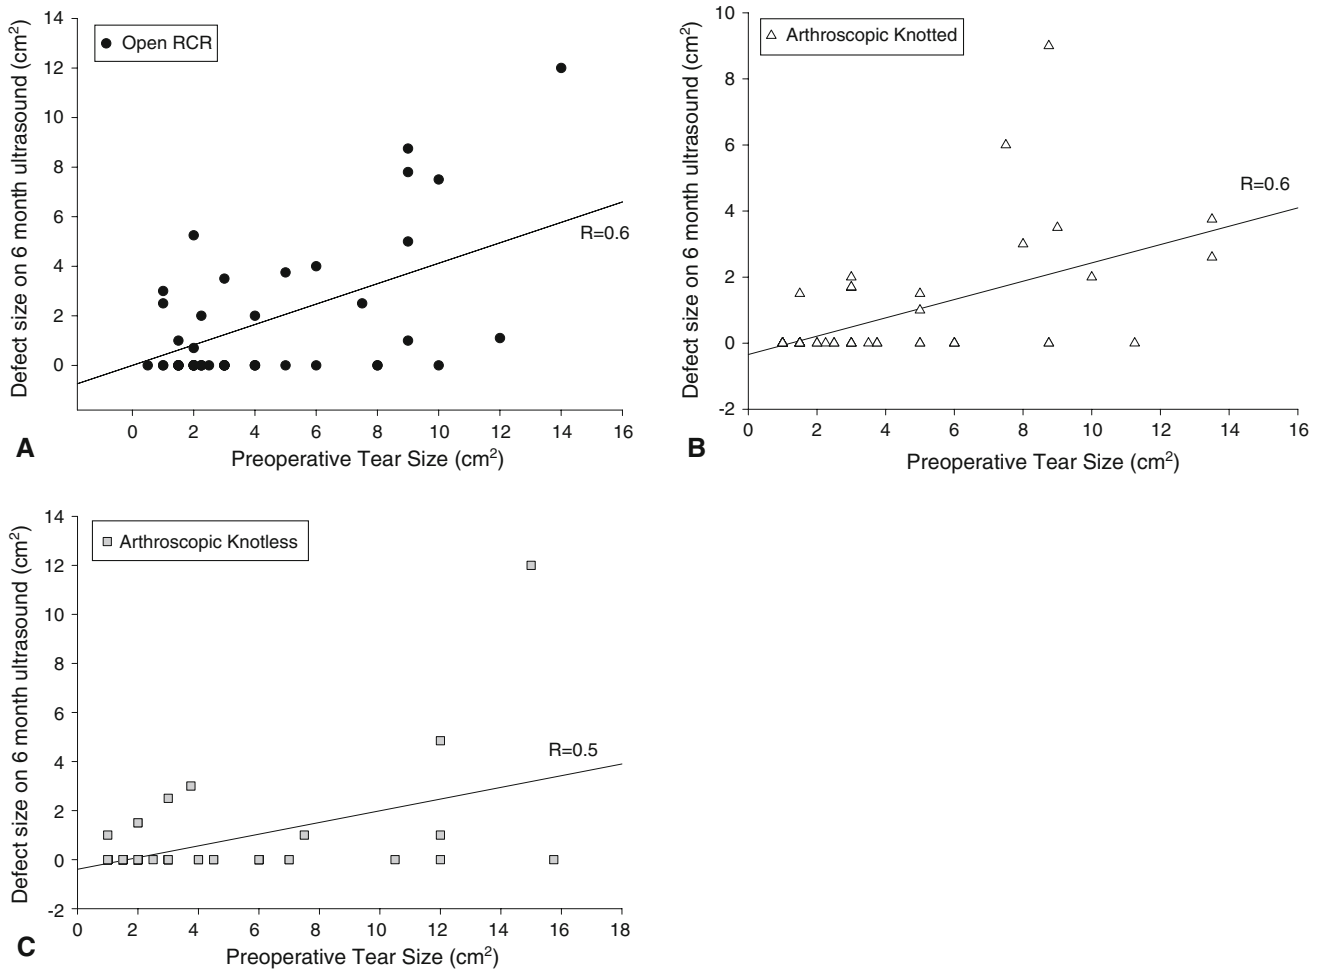 Open RCR
Defect size on 6 month ultrasound (cm²)
14
12
10
8
6
4
2
0
R=0.6
0 2 4 6 8 10 12 14 16
Preoperative Tear Size (cm²)
A
Arthroscopic Knotted
Defect size on 6 month ultrasound (cm²)
10
8
6
4
2
0
-2
R=0.6
0 2 4 6 8 10 12 14 16
Preoperative Tear Size (cm²)
B
Arthroscopic Knotless
Defect size on 6 month ultrasound (cm²)
14
12
10
8
6
4
2
0
-2
R=0.5
0 2 4 6 8 10 12 14 16 18
Preoperative Tear Size (cm²)
C